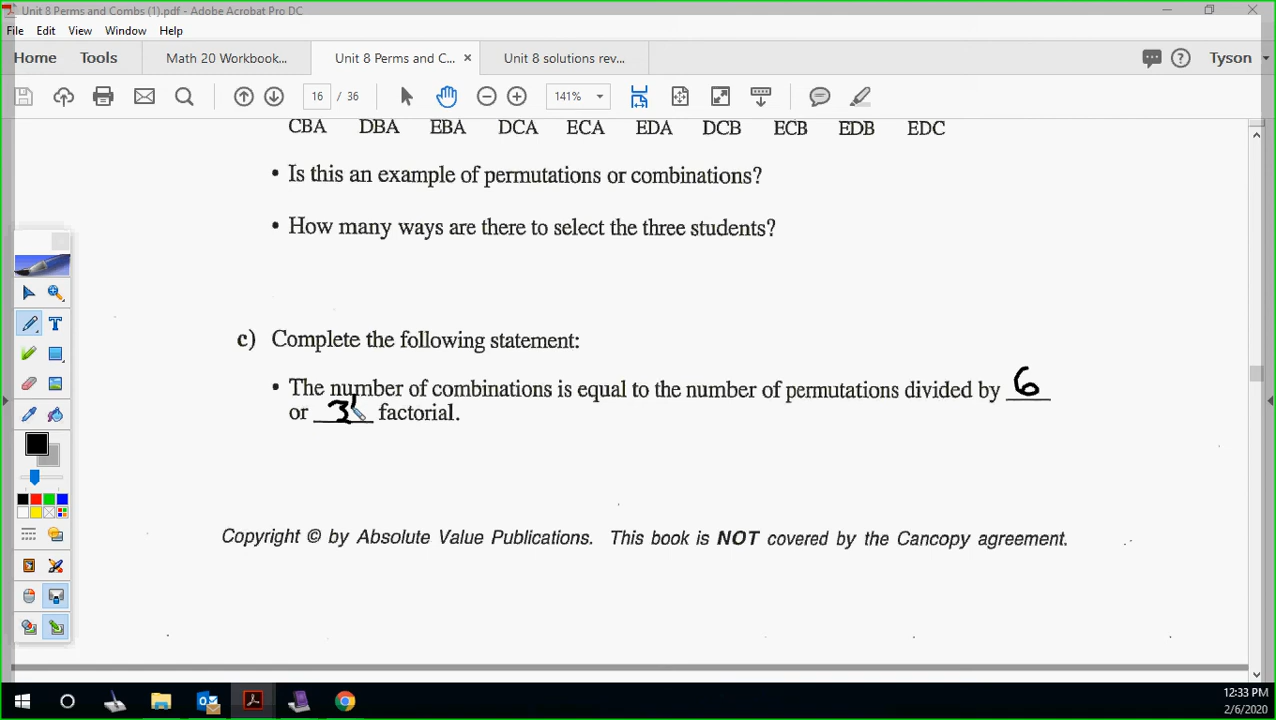 Unit 8 Perms and Combs (1).pdf - Adobe Acrobat Pro DC
File Edit View Window Help
Home Tools Math 20 Workbook... Unit 8 Perms and C... × Unit 8 solutions rev... Tyson
16 / 36 141%
CBA DBA EBA DCA ECA EDA DCB ECB EDB EDC
• Is this an example of permutations or combinations?
• How many ways are there to select the three students?
c) Complete the following statement:
• The number of combinations is equal to the number of permutations divided by 6
or 3! factorial.
Copyright © by Absolute Value Publications. This book is NOT covered by the Cancopy agreement.
12:33 PM
2/6/2020